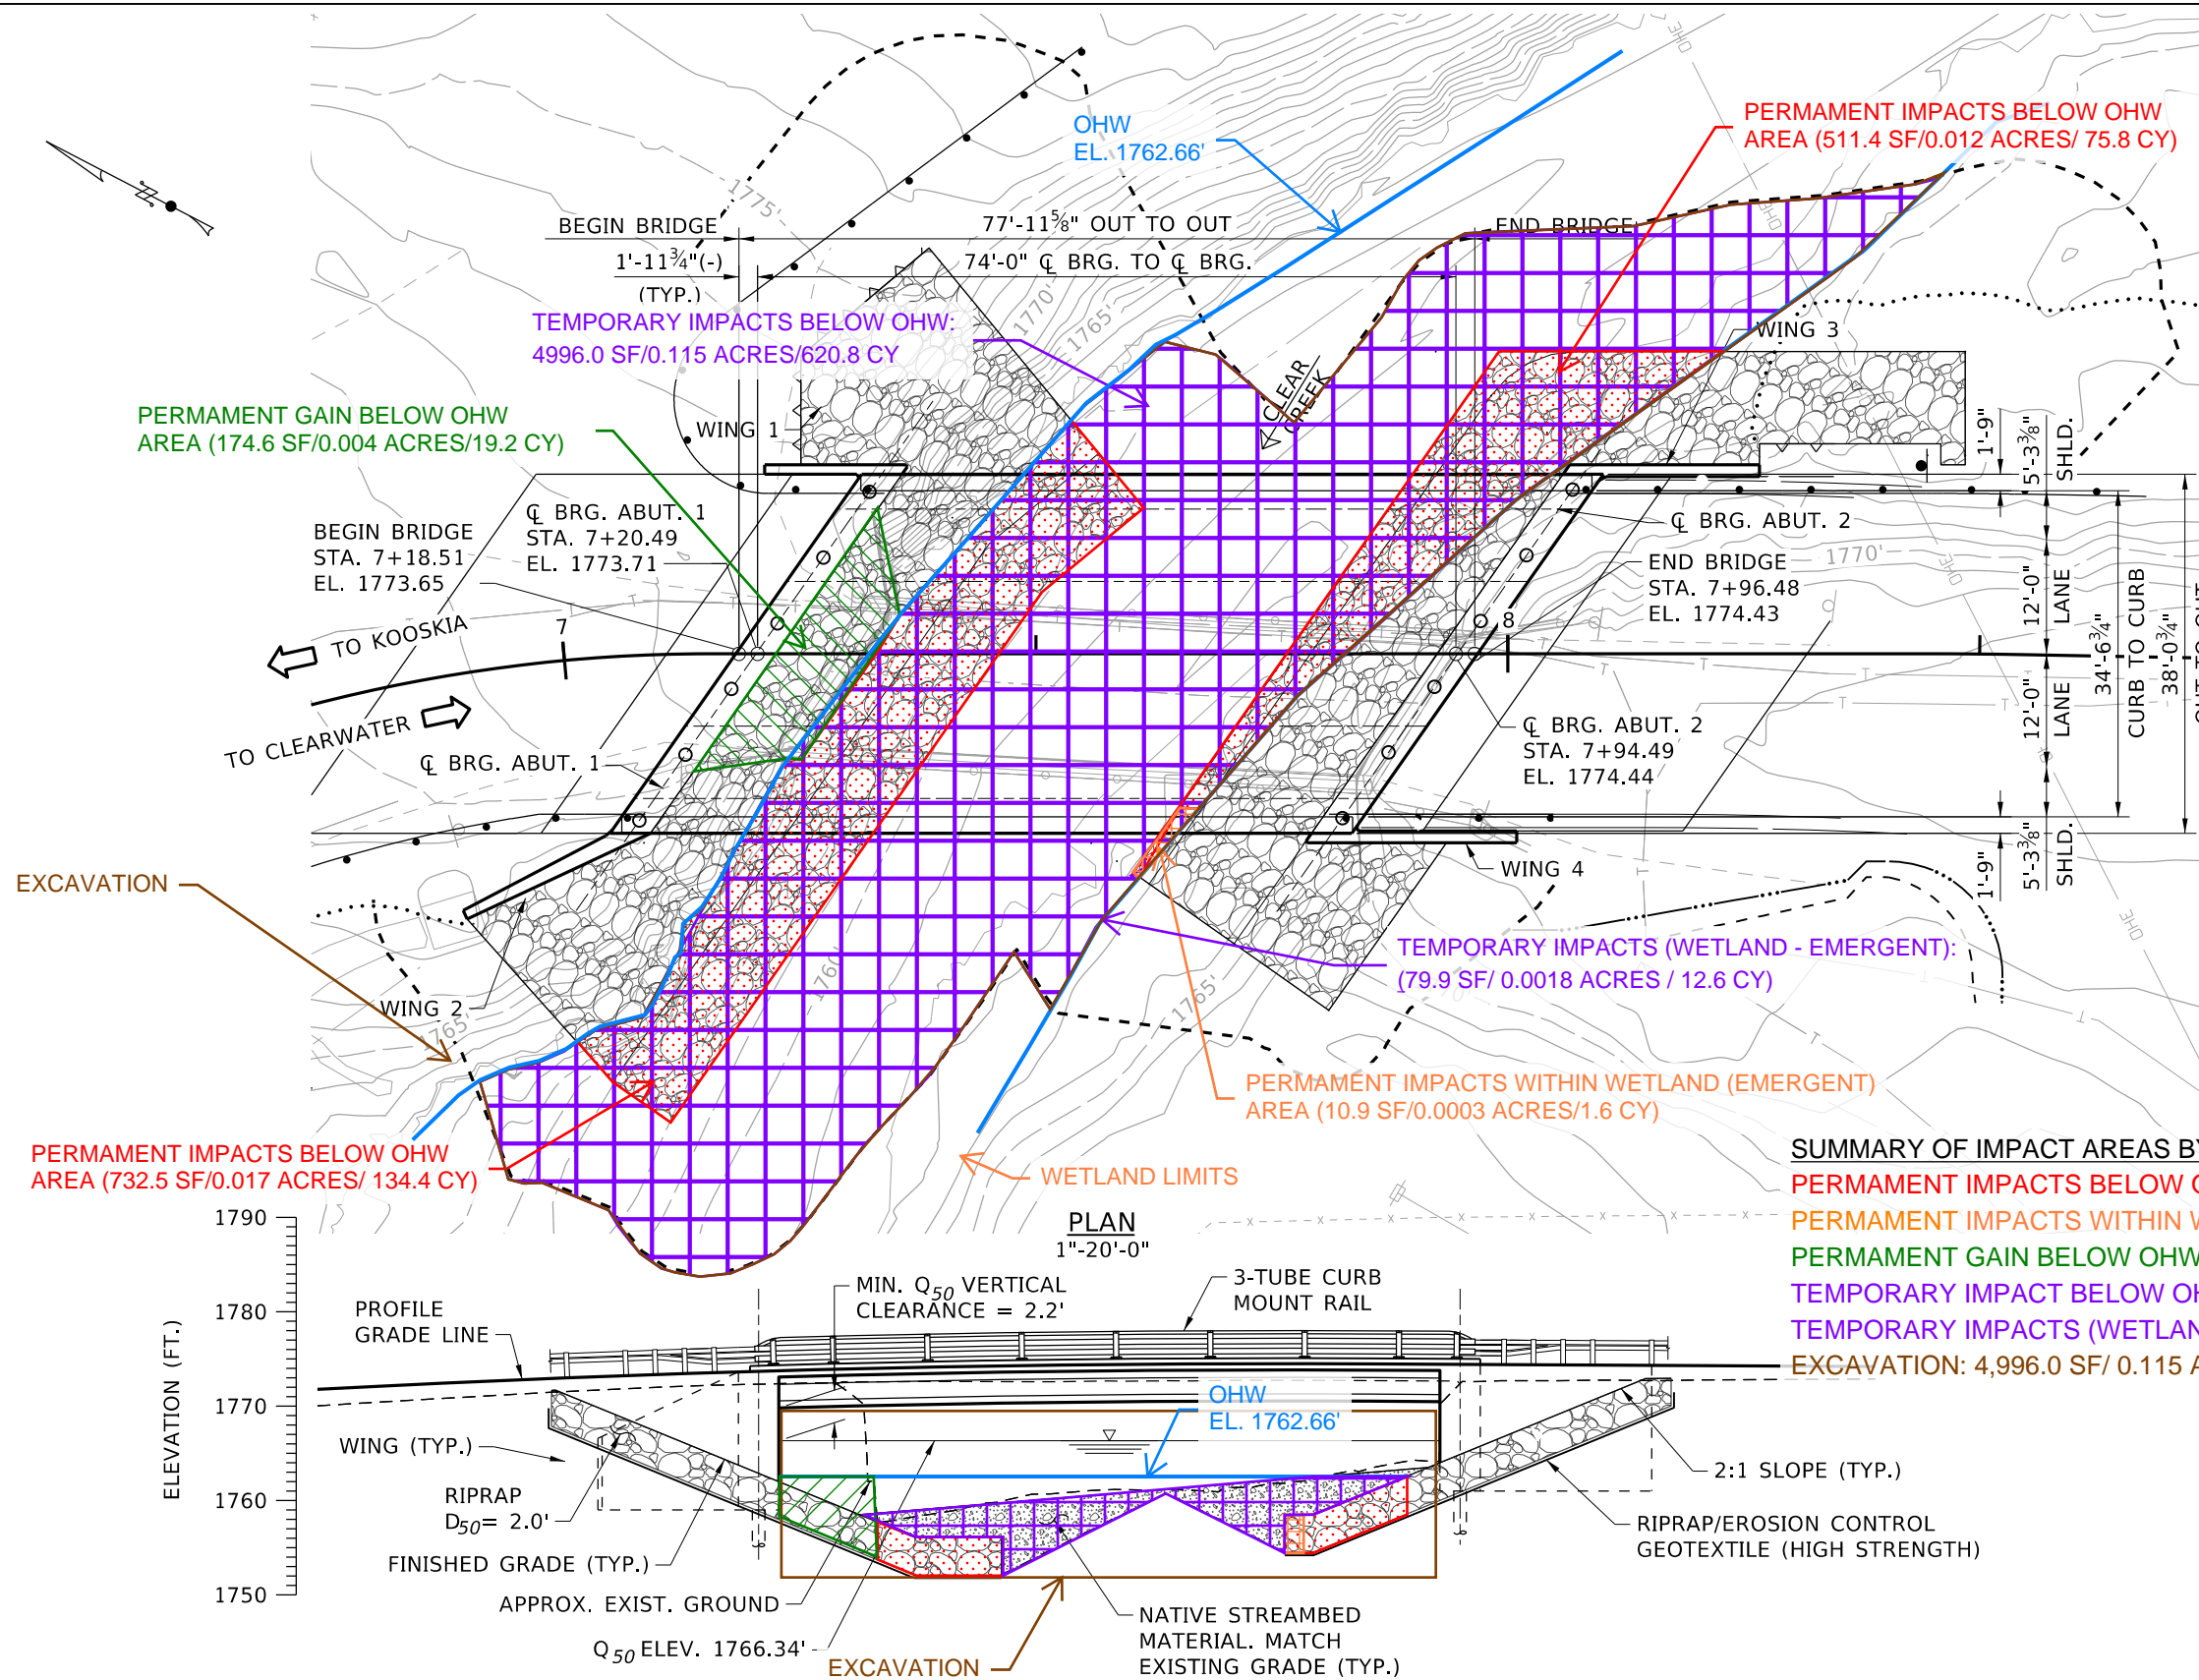 OHW
EL. 1762.66'
PERMAMENT IMPACTS BELOW OHW
AREA (511.4 SF/0.012 ACRES/ 75.8 CY)
OHE
OHE
1775'
BEGIN BRIDGE
77'-11⅝" OUT TO OUT
END BRIDGE
1'-11¾"(-)
(TYP.)
74'-0" ℄ BRG. TO ℄ BRG.
1770'
1765'
TEMPORARY IMPACTS BELOW OHW:
4996.0 SF/0.115 ACRES/620.8 CY
WING 3
CLEAR
CREEK
PERMAMENT GAIN BELOW OHW
AREA (174.6 SF/0.004 ACRES/19.2 CY)
WING 1
1'-9"
5'-3⅜"
SHLD.
BEGIN BRIDGE
STA. 7+18.51
EL. 1773.65
℄ BRG. ABUT. 1
STA. 7+20.49
EL. 1773.71
℄ BRG. ABUT. 2
1770'
OHE
END BRIDGE
STA. 7+96.48
EL. 1774.43
12'-0"
LANE
TO KOOSKIA
7
8
34'-6¾"
CURB TO CURB
38'-0¾"
OUT TO OUT
TO CLEARWATER
℄ BRG. ABUT. 1
℄ BRG. ABUT. 2
STA. 7+94.49
EL. 1774.44
12'-0"
LANE
1'-9"
5'-3⅜"
SHLD.
EXCAVATION
WING 4
OHE
TEMPORARY IMPACTS (WETLAND - EMERGENT):
(79.9 SF/ 0.0018 ACRES / 12.6 CY)
WING 2
1765'
1760'
1765'
PERMAMENT IMPACTS WITHIN WETLAND (EMERGENT)
AREA (10.9 SF/0.0003 ACRES/1.6 CY)
PERMAMENT IMPACTS BELOW OHW
AREA (732.5 SF/0.017 ACRES/ 134.4 CY)
WETLAND LIMITS
PLAN
1"-20'-0"
SUMMARY OF IMPACT AREAS BY
PERMAMENT IMPACTS BELOW O
PERMAMENT IMPACTS WITHIN W
PERMAMENT GAIN BELOW OHW
TEMPORARY IMPACT BELOW OH
TEMPORARY IMPACTS (WETLAN
EXCAVATION: 4,996.0 SF/ 0.115 A
ELEVATION (FT.)
1790
1780
1770
1760
1750
PROFILE
GRADE LINE
MIN. Q50 VERTICAL
CLEARANCE = 2.2'
3-TUBE CURB
MOUNT RAIL
OHW
EL. 1762.66'
WING (TYP.)
RIPRAP
D50= 2.0'
FINISHED GRADE (TYP.)
APPROX. EXIST. GROUND
Q50 ELEV. 1766.34'
EXCAVATION
NATIVE STREAMBED
MATERIAL. MATCH
EXISTING GRADE (TYP.)
2:1 SLOPE (TYP.)
RIPRAP/EROSION CONTROL
GEOTEXTILE (HIGH STRENGTH)